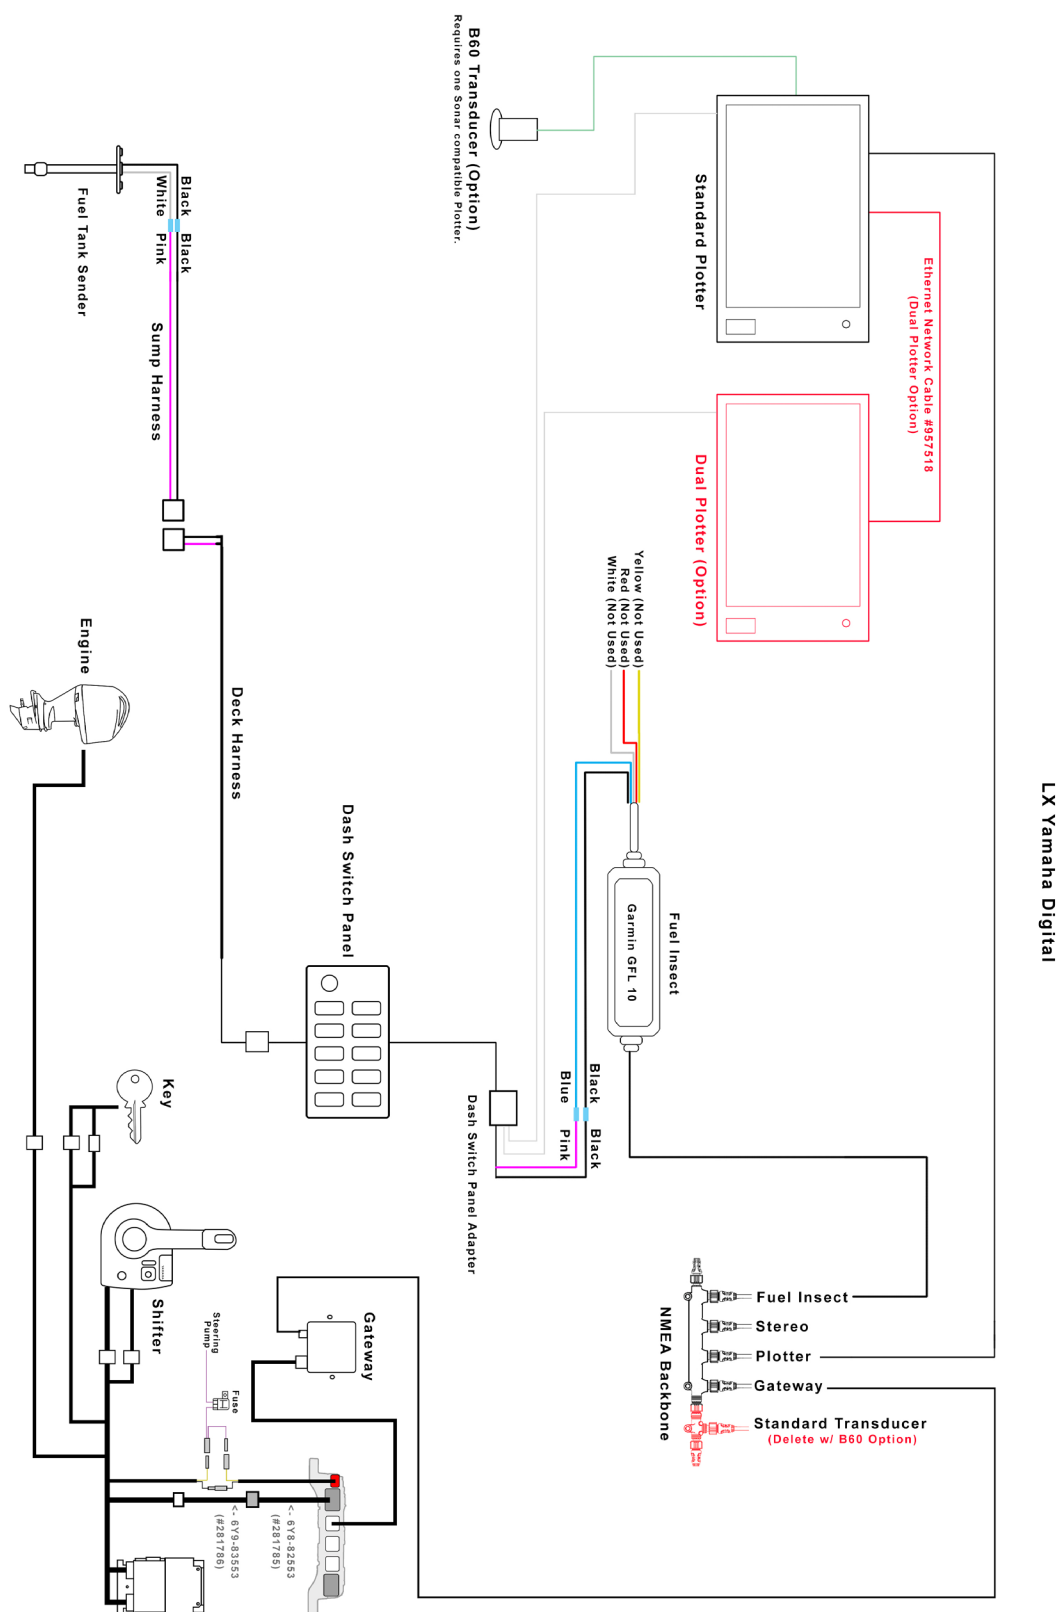 LX Yamaha Digital
B60 Transducer (Option)
Requires one Sonar compatible Plotter.
Standard Plotter
Ethernet Network Cable #957518
(Dual Plotter Option)
Dual Plotter (Option)
Black
White
Black
Pink
Fuel Tank Sender
Sump Harness
Yellow (Not Used)
Red (Not Used)
White (Not Used)
Engine
Deck Harness
Dash Switch Panel
Fuel Insect
Garmin GFL 10
Black
Blue
Black
Pink
Dash Switch Panel Adapter
Key
Shifter
Steering
Pump
Fuse
Gateway
<- 6Y8-82553
(#281785)
<- 6Y9-83553
(#281786)
NMEA Backbone
Fuel Insect
Stereo
Plotter
Gateway
Standard Transducer
(Delete w/ B60 Option)